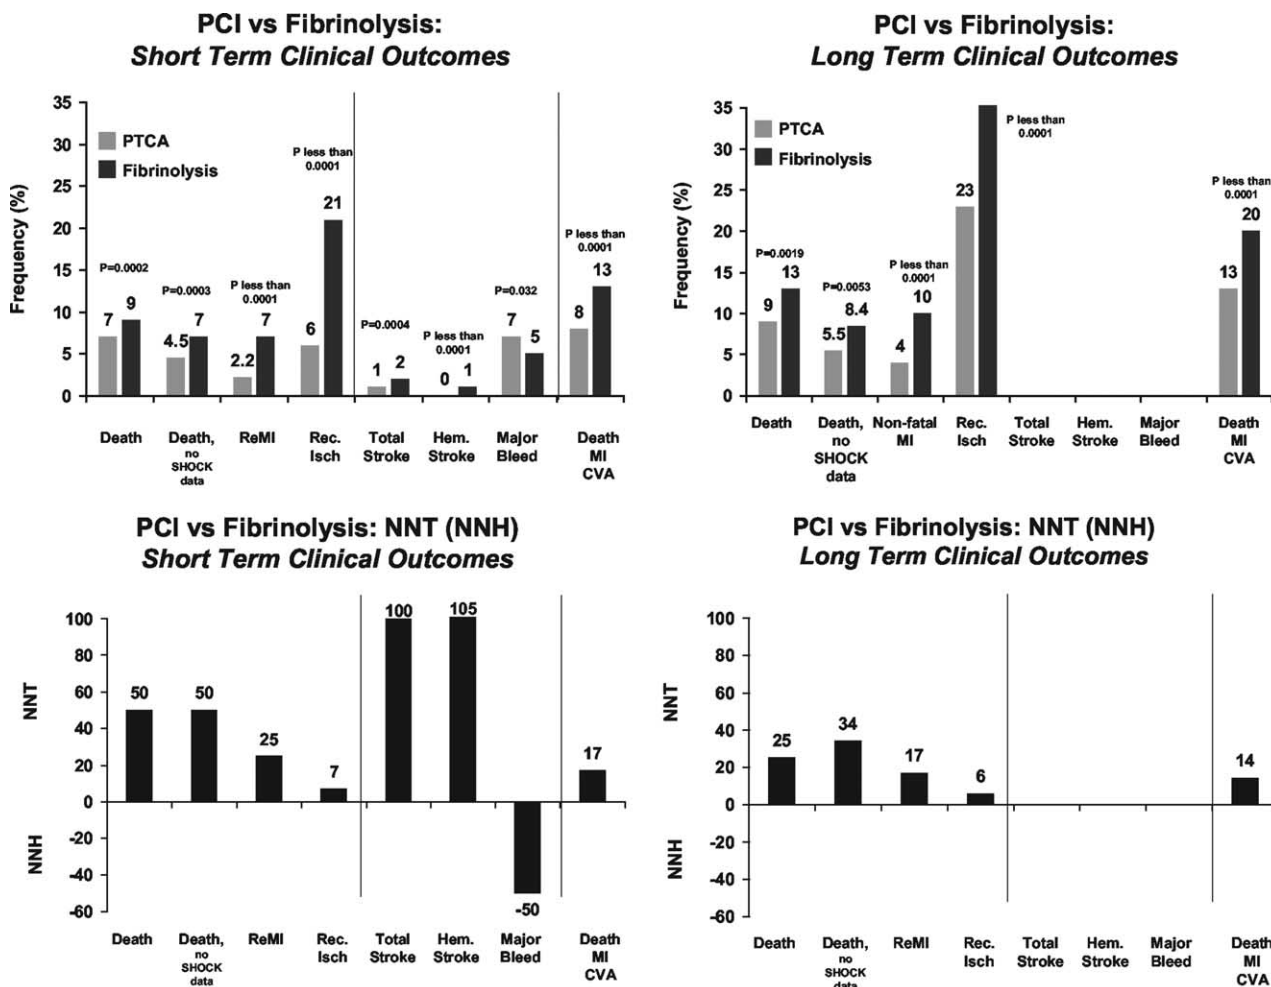 PCI vs Fibrinolysis:
Short Term Clinical Outcomes
35
30
25
20
15
10
5
0
Frequency (%)
PTCA
Fibrinolysis
P=0.0002
7
9
P=0.0003
4.5
7
P less than
0.0001
2.2
7
P less than
0.0001
6
21
P=0.0004
1
2
P less than
0.0001
0
1
P=0.032
7
5
P less than
0.0001
8
13
Death
Death,
no
SHOCK
data
ReMI
Rec.
Isch
Total
Stroke
Hem.
Stroke
Major
Bleed
Death
MI
CVA
PCI vs Fibrinolysis:
Long Term Clinical Outcomes
35
30
25
20
15
10
5
0
Frequency (%)
PTCA
Fibrinolysis
P=0.0019
9
13
P=0.0053
5.5
8.4
P less than
0.0001
4
10
23
P less than
0.0001
P less than
0.0001
13
20
Death
Death,
no
SHOCK
data
Non-fatal
MI
Rec.
Isch
Total
Stroke
Hem.
Stroke
Major
Bleed
Death
MI
CVA
PCI vs Fibrinolysis: NNT (NNH)
Short Term Clinical Outcomes
100
80
60
40
20
0
-20
-40
-60
NNT
NNH
50
50
25
7
100
105
-50
17
Death
Death,
no
SHOCK
data
ReMI
Rec.
Isch
Total
Stroke
Hem.
Stroke
Major
Bleed
Death
MI
CVA
PCI vs Fibrinolysis: NNT (NNH)
Long Term Clinical Outcomes
100
80
60
40
20
0
-20
-40
-60
NNT
NNH
25
34
17
6
14
Death
Death,
no
SHOCK
data
ReMI
Rec.
Isch
Total
Stroke
Hem.
Stroke
Major
Bleed
Death
MI
CVA